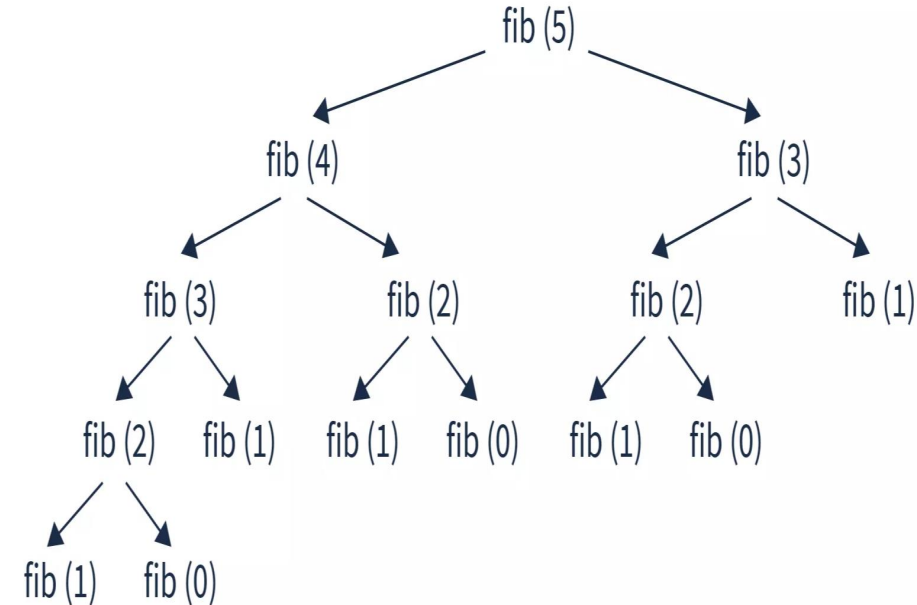 fib (5)
fib (4) fib (3)
fib (3) fib (2) fib (2) fib (1)
fib (2) fib (1) fib (1) fib (0) fib (1) fib (0)
fib (1) fib (0)